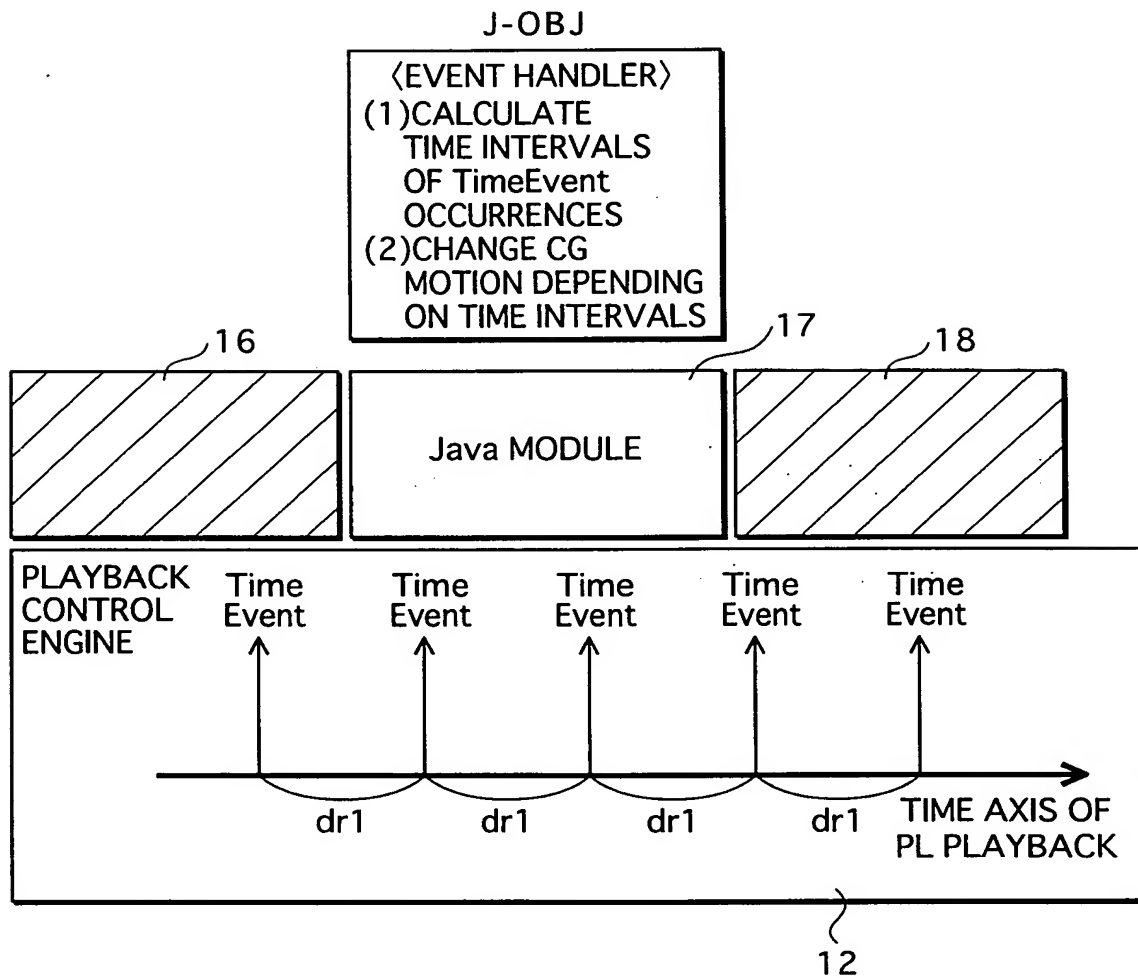 J-OBJ
〈EVENT HANDLER〉
(1)CALCULATE
TIME INTERVALS
OF TimeEvent
OCCURRENCES
(2)CHANGE CG
MOTION DEPENDING
ON TIME INTERVALS
16
17
18
Java MODULE
PLAYBACK
CONTROL
ENGINE
Time
Event
Time
Event
Time
Event
Time
Event
Time
Event
dr1
dr1
dr1
dr1
TIME AXIS OF
PL PLAYBACK
12